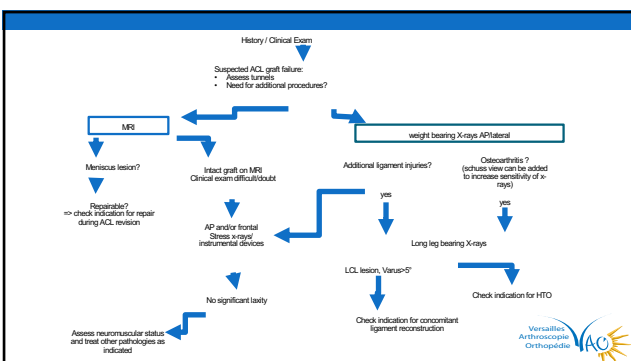 History / Clinical Exam
Suspected ACL graft failure:
• Assess tunnels
• Need for additional procedures?
MRI
weight bearing X-rays AP/lateral
Meniscus lesion?
Intact graft on MRI
Clinical exam difficult/doubt
Additional ligament injuries?
Osteoarthritis ?
(schuss view can be added
to increase sensitivity of x-
rays)
Repairable?
=> check indication for repair
during ACL revision
yes
yes
AP and/or frontal
Stress x-rays/
instrumental devices
Long leg bearing X-rays
LCL lesion, Varus>5°
No significant laxity
Check indication for HTO
Check indication for concomitant
ligament reconstruction
Assess neuromuscular status
and treat other pathologies as
indicated
Versailles
Arthroscopie
Orthopédie
VAO